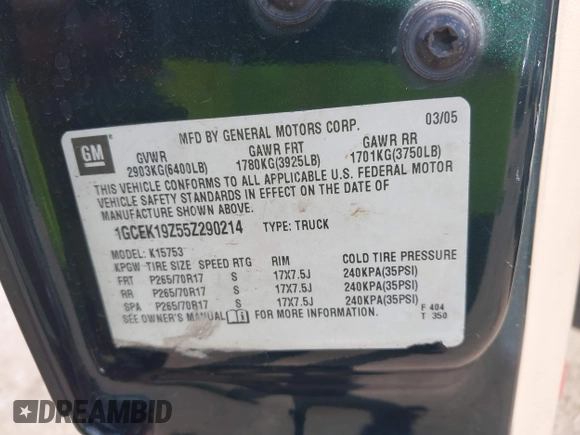 GM
MFD BY GENERAL MOTORS CORP.
03/05
GVWR GAWR FRT GAWR RR
2903KG(6400LB) 1780KG(3925LB) 1701KG(3750LB)
THIS VEHICLE CONFORMS TO ALL APPLICABLE U.S. FEDERAL MOTOR
VEHICLE SAFETY STANDARDS IN EFFECT ON THE DATE OF
MANUFACTURE SHOWN ABOVE.
1GCEK19Z55Z290214 TYPE: TRUCK
MODEL: K15753
KPGW TIRE SIZE SPEED RTG RIM COLD TIRE PRESSURE
FRT P265/70R17 S 17X7.5J 240KPA(35PSI)
RR P265/70R17 S 17X7.5J 240KPA(35PSI)
SPA P265/70R17 S 17X7.5J 240KPA(35PSI)
SEE OWNER'S MANUAL FOR MORE INFORMATION.
F 404
T 350
DREAMBID